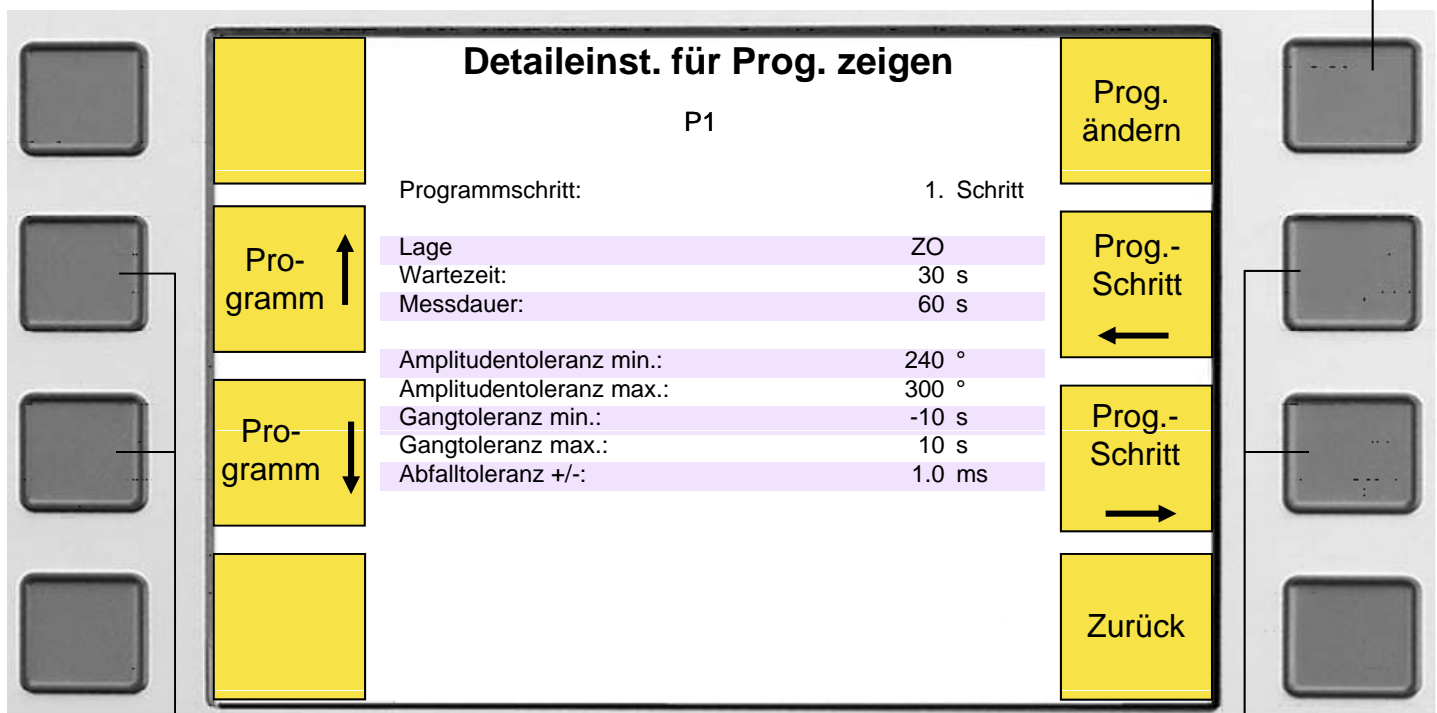 Detaileinst. für Prog. zeigen
P1
Prog.
ändern
Programmschritt: 1. Schritt
Pro-
gramm
Lage ZO
Wartezeit: 30 s
Messdauer: 60 s
Prog.-
Schritt
Amplitudentoleranz min.: 240 °
Amplitudentoleranz max.: 300 °
Gangtoleranz min.: -10 s
Gangtoleranz max.: 10 s
Abfalltoleranz +/-: 1.0 ms
Pro-
gramm
Prog.-
Schritt
Zurück